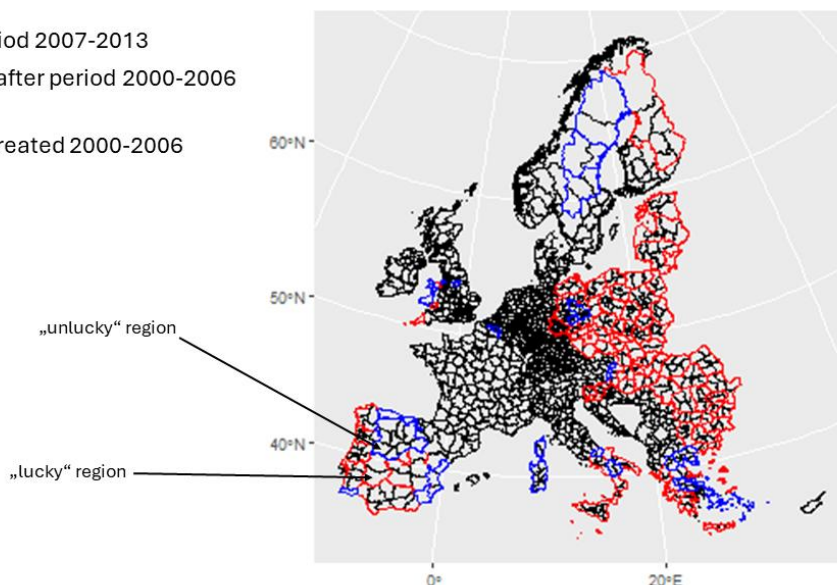 iod 2007-2013
after period 2000-2006
reated 2000-2006
60°N
50°N
„unlucky“ region
40°N
„lucky“ region
0°
20°E